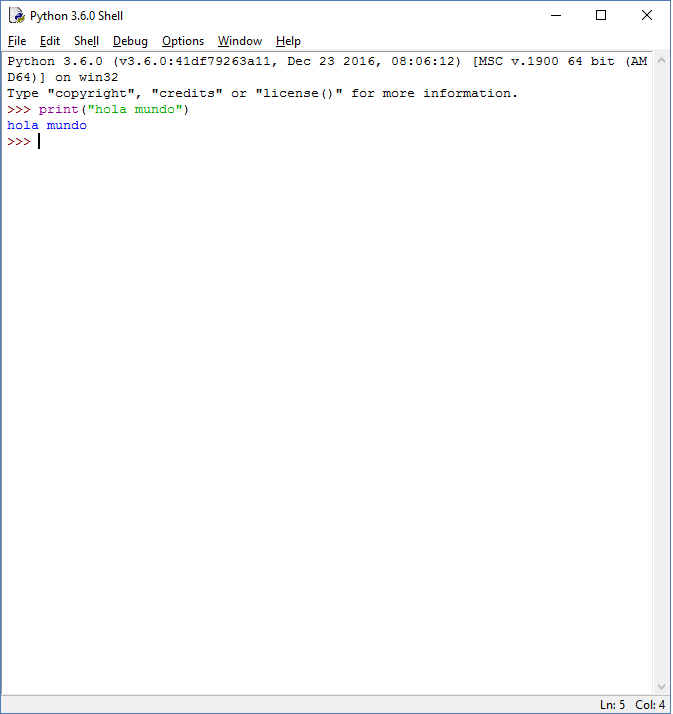 Python 3.6.0 Shell
File Edit Shell Debug Options Window Help
Python 3.6.0 (v3.6.0:41df79263a11, Dec 23 2016, 08:06:12) [MSC v.1900 64 bit (AM
D64)] on win32
Type "copyright", "credits" or "license()" for more information.
>>> print("hola mundo")
hola mundo
>>>
Ln: 5 Col: 4